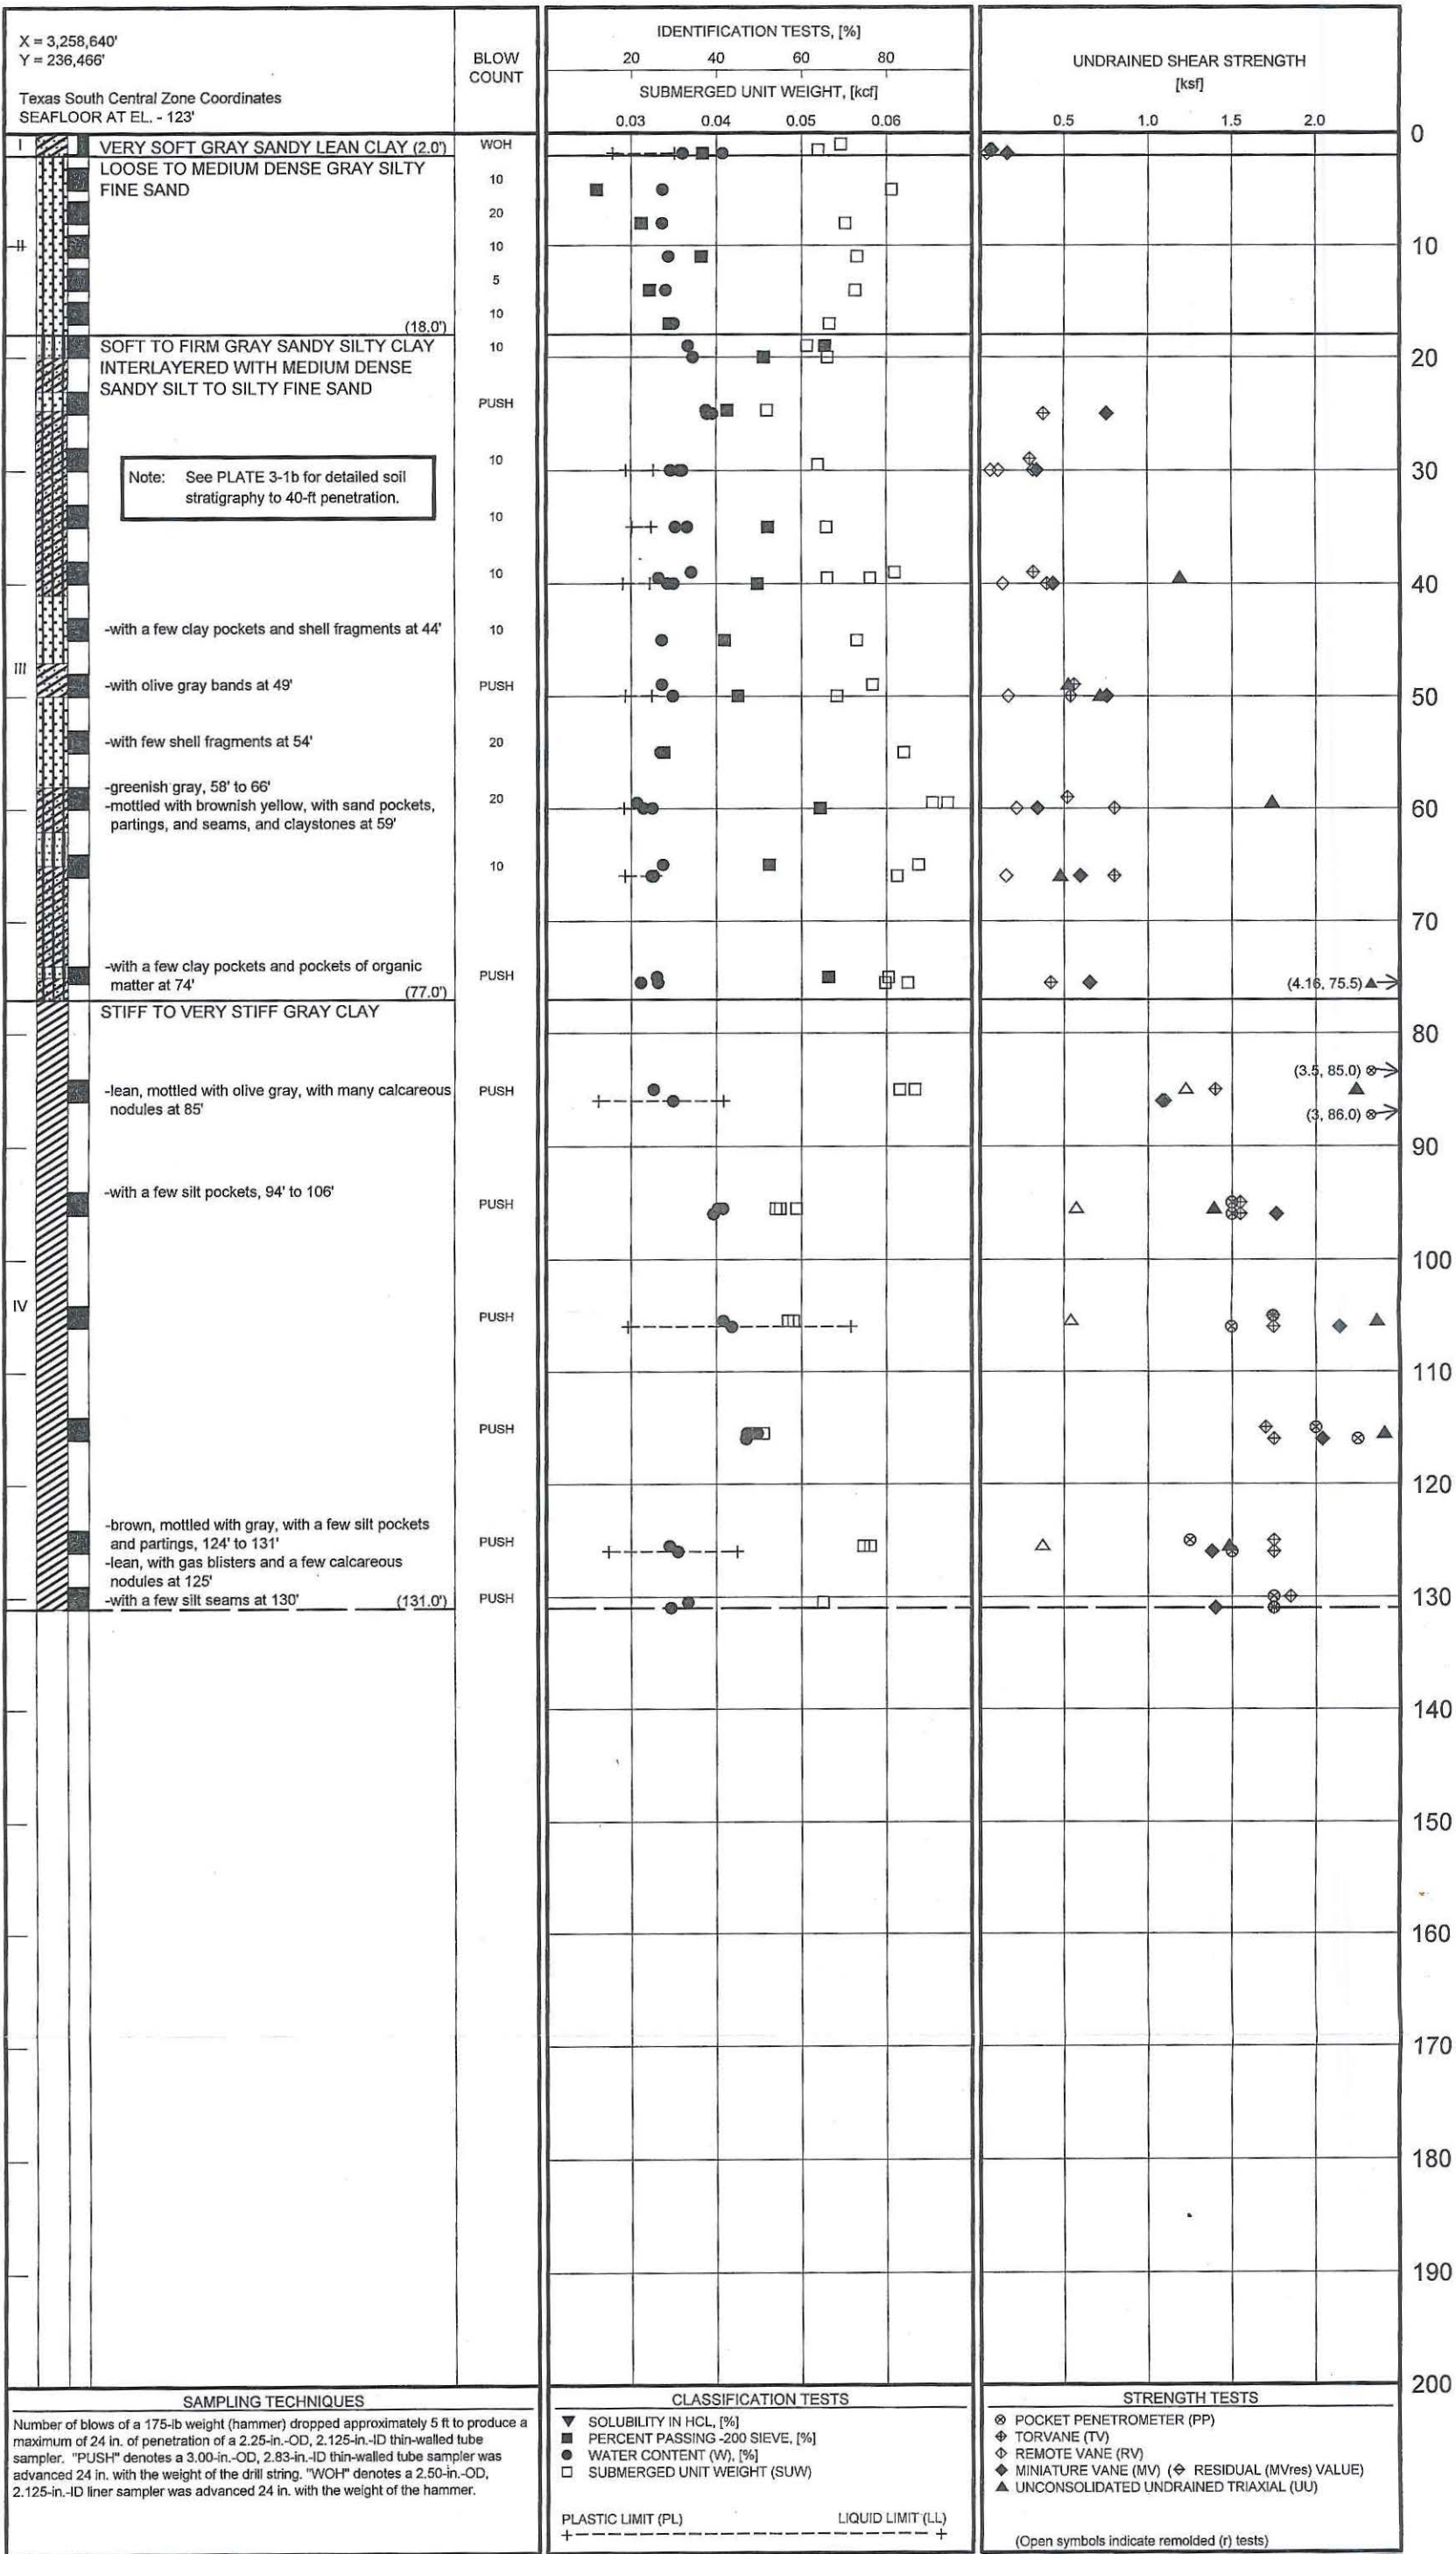 X = 3,258,640'
Y = 236,466'
Texas South Central Zone Coordinates
SEAFLOOR AT EL. - 123'
BLOW
COUNT
IDENTIFICATION TESTS, [%]
20 40 60 80
SUBMERGED UNIT WEIGHT, [kcf]
0.03 0.04 0.05 0.06
UNDRAINED SHEAR STRENGTH
[ksf]
0.5 1.0 1.5 2.0
0
I VERY SOFT GRAY SANDY LEAN CLAY (2.0') WOH
LOOSE TO MEDIUM DENSE GRAY SILTY
FINE SAND
10
20
II 10 10
5
10
(18.0')
SOFT TO FIRM GRAY SANDY SILTY CLAY 10
INTERLAYERED WITH MEDIUM DENSE 20
SANDY SILT TO SILTY FINE SAND
PUSH
10
Note: See PLATE 3-1b for detailed soil 30
stratigraphy to 40-ft penetration.
10
10
40
-with a few clay pockets and shell fragments at 44' 10
III
-with olive gray bands at 49' PUSH
50
-with few shell fragments at 54' 20
-greenish gray, 58' to 66'
-mottled with brownish yellow, with sand pockets, 20 60
partings, and seams, and claystones at 59'
10
70
-with a few clay pockets and pockets of organic
matter at 74' PUSH (4.16, 75.5)
(77.0')
STIFF TO VERY STIFF GRAY CLAY
80
(3.5, 85.0)
-lean, mottled with olive gray, with many calcareous PUSH
nodules at 85'
(3, 86.0)
90
-with a few silt pockets, 94' to 106'
PUSH
100
IV
PUSH
110
PUSH
120
-brown, mottled with gray, with a few silt pockets
and partings, 124' to 131' PUSH
-lean, with gas blisters and a few calcareous
nodules at 125'
-with a few silt seams at 130' (131.0') PUSH 130
140
150
160
170
180
190
200
SAMPLING TECHNIQUES
Number of blows of a 175-lb weight (hammer) dropped approximately 5 ft to produce a
maximum of 24 in. of penetration of a 2.25-in.-OD, 2.125-in.-ID thin-walled tube
sampler. "PUSH" denotes a 3.00-in.-OD, 2.83-in.-ID thin-walled tube sampler was
advanced 24 in. with the weight of the drill string. "WOH" denotes a 2.50-in.-OD,
2.125-in.-ID liner sampler was advanced 24 in. with the weight of the hammer.
CLASSIFICATION TESTS
SOLUBILITY IN HCL, [%]
PERCENT PASSING -200 SIEVE, [%]
WATER CONTENT (W), [%]
SUBMERGED UNIT WEIGHT (SUW)
PLASTIC LIMIT (PL) LIQUID LIMIT (LL)
STRENGTH TESTS
POCKET PENETROMETER (PP)
TORVANE (TV)
REMOTE VANE (RV)
MINIATURE VANE (MV) ( RESIDUAL (MVres) VALUE)
UNCONSOLIDATED UNDRAINED TRIAXIAL (UU)
(Open symbols indicate remolded (r) tests)